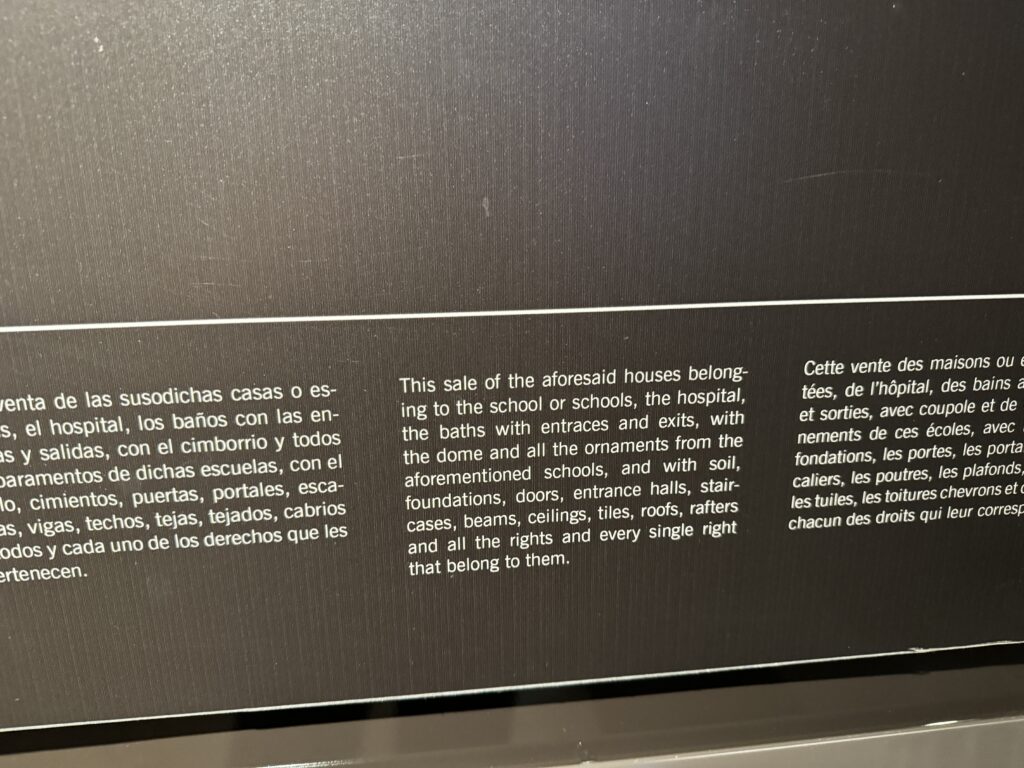 venta de las susodichas casas o es-
s, el hospital, los baños con las en-
as y salidas, con el cimborrio y todos
paramentos de dichas escuelas, con el
lo, cimientos, puertas, portales, esca-
as, vigas, techos, tejas, tejados, cabrios
odos y cada uno de los derechos que les
ertenecen.
This sale of the aforesaid houses belong-
ing to the school or schools, the hospital,
the baths with entraces and exits, with
the dome and all the ornaments from the
aforementioned schools, and with soil,
foundations, doors, entrance halls, stair-
cases, beams, ceilings, tiles, roofs, rafters
and all the rights and every single right
that belong to them.
Cette vente des maisons ou é
tées, de l'hôpital, des bains a
et sorties, avec coupole et de
nements de ces écoles, avec
fondations, les portes, les porta
caliers, les poutres, les plafonds,
les tuiles, les toitures chevrons et
chacun des droits qui leur corresp